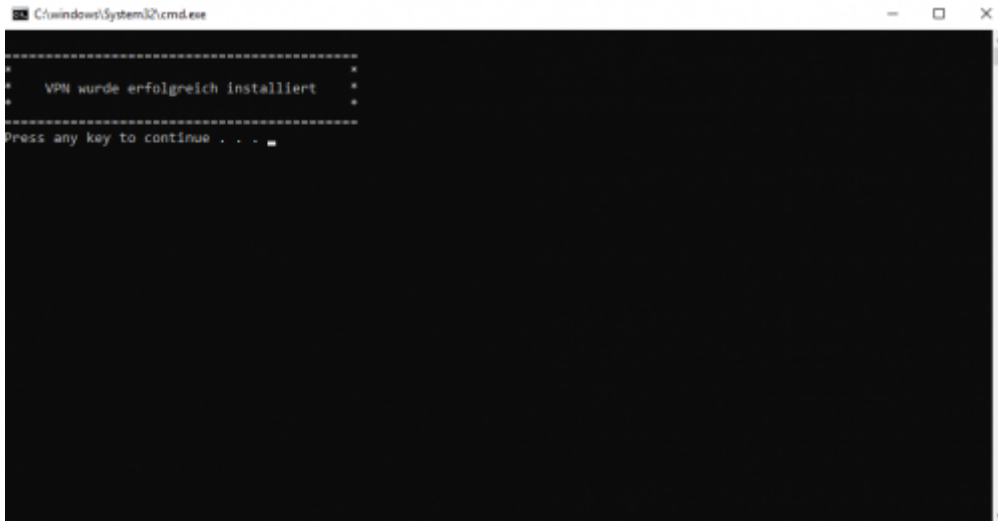 C:\windows\System32\cmd.exe
===========================================
*                                         *
*    VPN wurde erfolgreich installiert    *
*                                         *
===========================================
Press any key to continue . . .